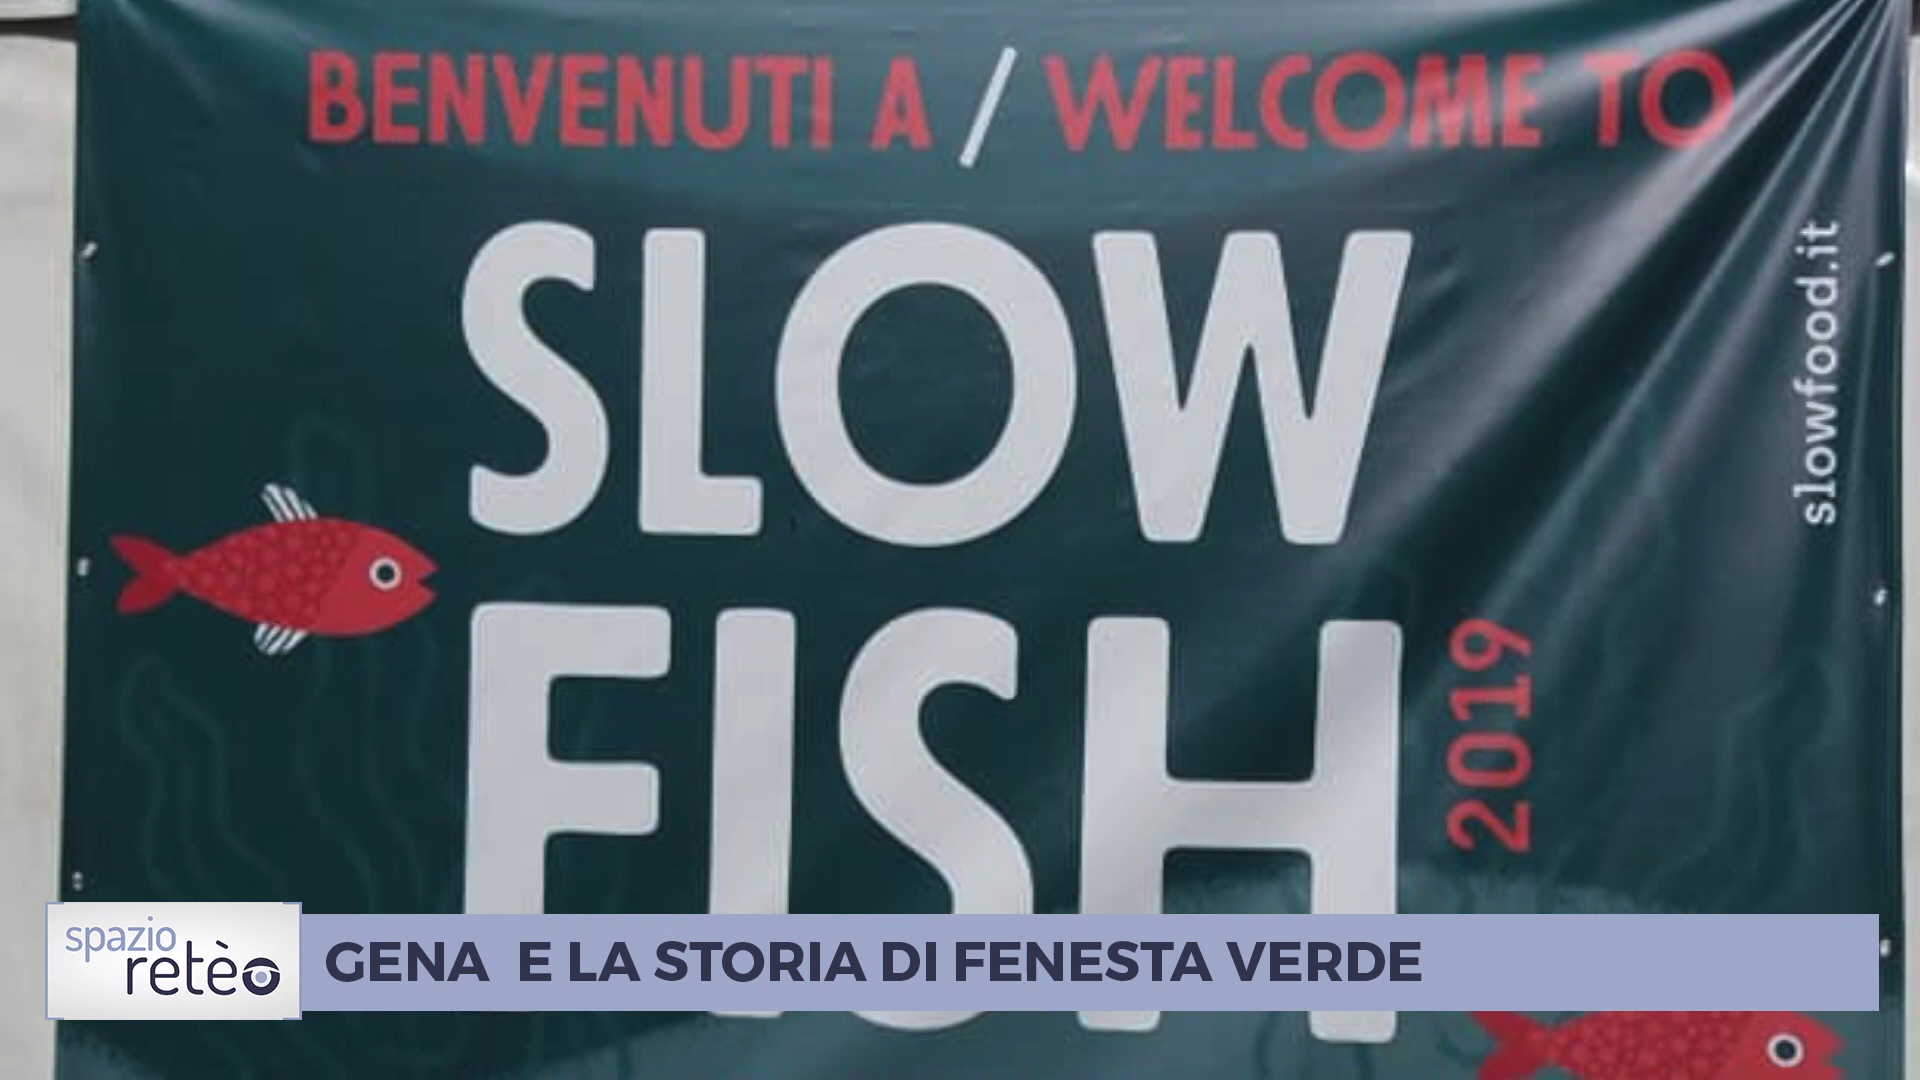 BENVENUTI A / WELCOME TO
SLOW
FISH
2019
slowfood.it
spazio
retèo
GENA E LA STORIA DI FENESTA VERDE